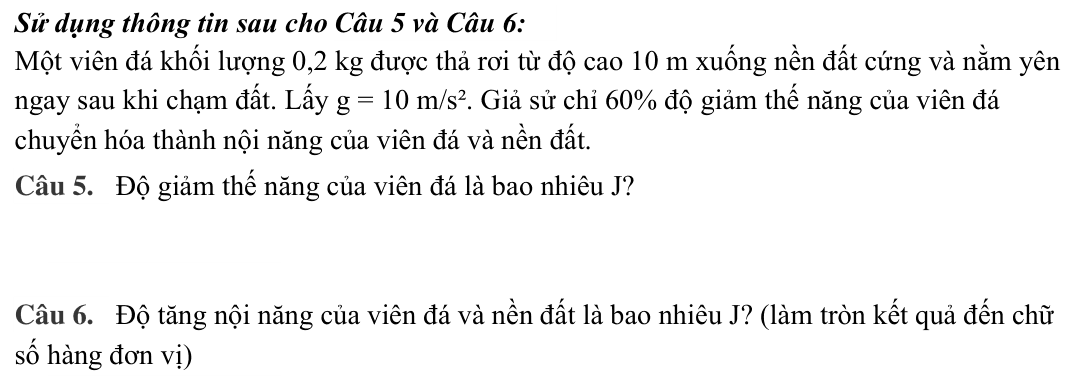 Sử dụng thông tin sau cho Câu 5 và Câu 6:
Một viên đá khối lượng 0,2 kg được thả rơi từ độ cao 10 m xuống nền đất cứng và nằm yên
ngay sau khi chạm đất. Lấy g = 10 m/s². Giả sử chỉ 60% độ giảm thế năng của viên đá
chuyển hóa thành nội năng của viên đá và nền đất.
Câu 5. Độ giảm thế năng của viên đá là bao nhiêu J?
Câu 6. Độ tăng nội năng của viên đá và nền đất là bao nhiêu J? (làm tròn kết quả đến chữ
số hàng đơn vị)